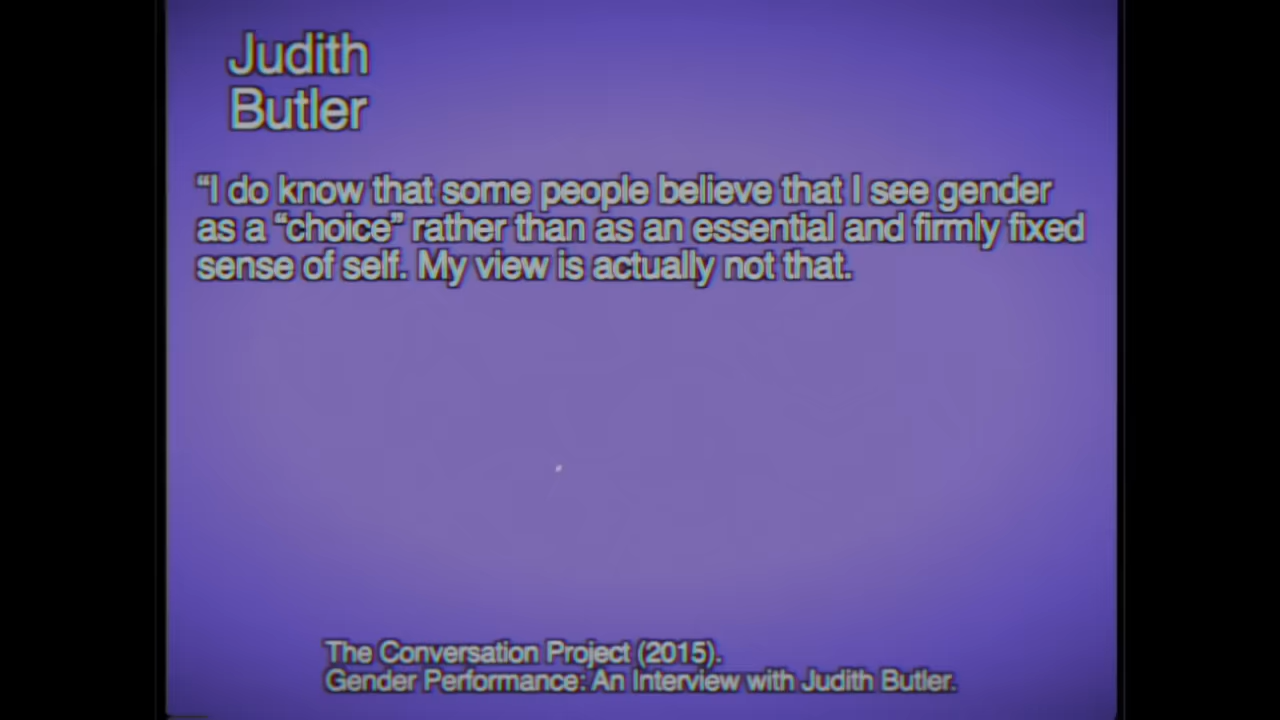 Judith
Butler
“I do know that some people believe that I see gender
as a “choice” rather than as an essential and firmly fixed
sense of self. My view is actually not that.
The Conversation Project (2015).
Gender Performance: An Interview with Judith Butler.